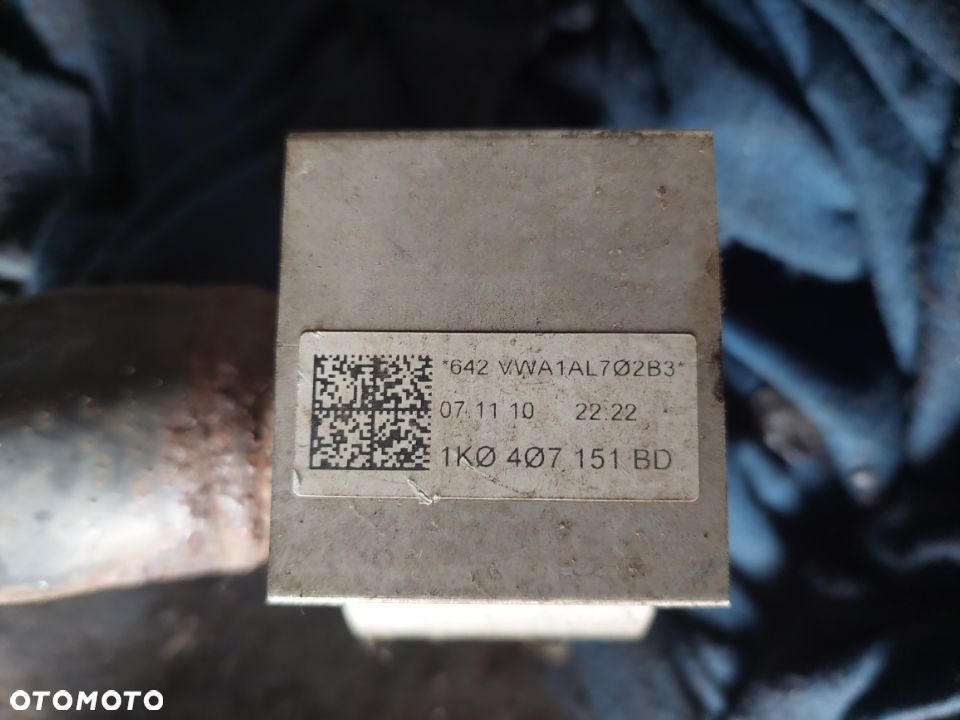 *642 VWA1AL7Ø2B3*
07.11.10 22.22
1KØ 4Ø7 151 BD
OTOMOTO